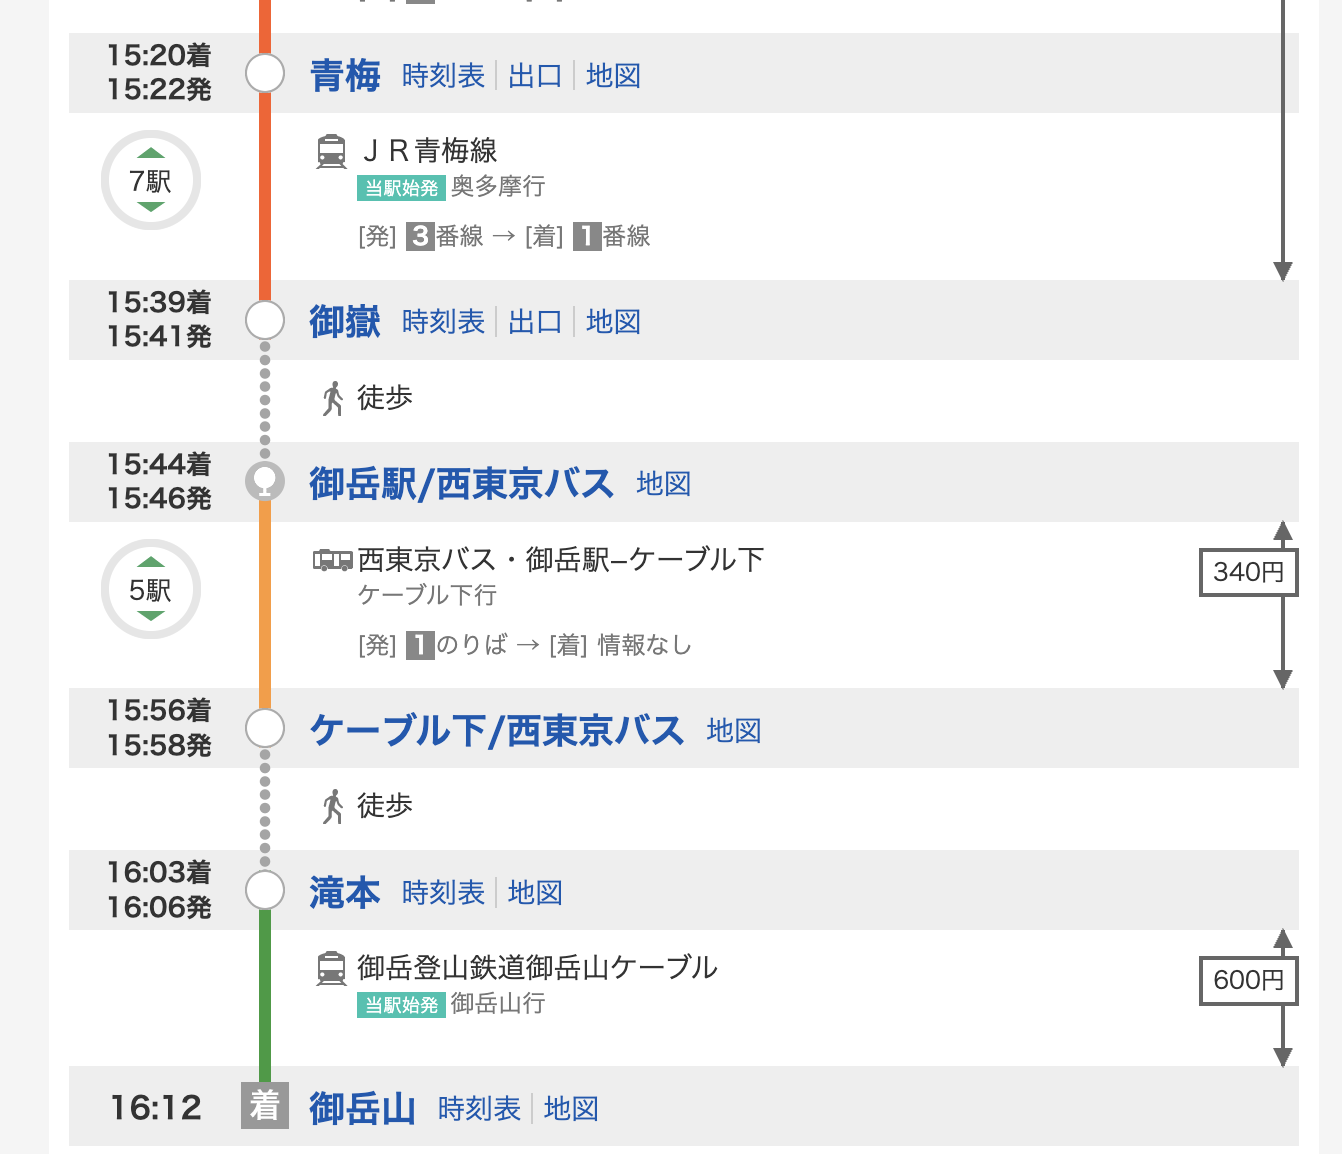 15:20着
15:22発
青梅 時刻表 出口 地図
7駅
ＪＲ青梅線
当駅始発 奥多摩行
[発] 3番線 → [着] 1番線
15:39着
15:41発
御嶽 時刻表 出口 地図
徒歩
15:44着
15:46発
御岳駅/西東京バス 地図
5駅
西東京バス・御岳駅−ケーブル下
ケーブル下行
[発] 1のりば → [着] 情報なし
340円
15:56着
15:58発
ケーブル下/西東京バス 地図
徒歩
16:03着
16:06発
滝本 時刻表 地図
御岳登山鉄道御岳山ケーブル
当駅始発 御岳山行
600円
16:12 着 御岳山 時刻表 地図